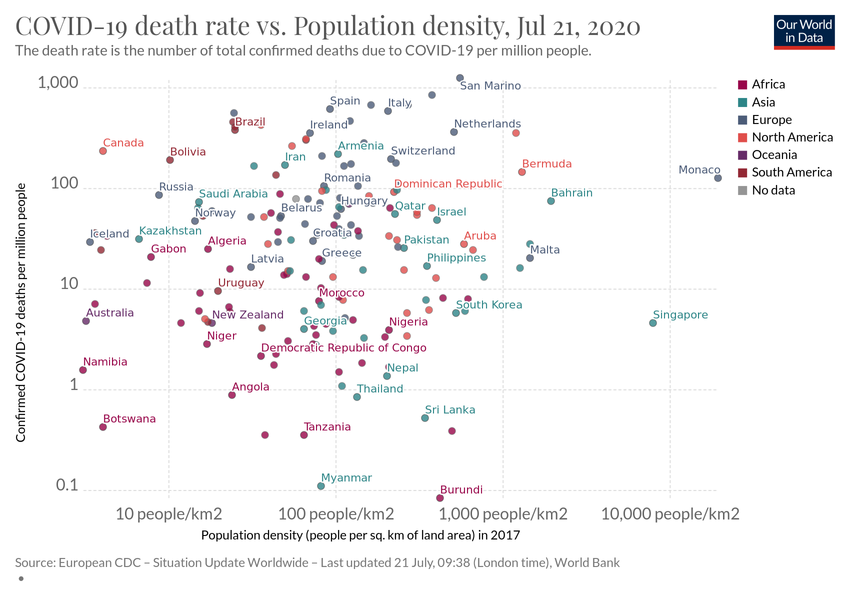 COVID-19 death rate vs. Population density, Jul 21, 2020
The death rate is the number of total confirmed deaths due to COVID-19 per million people.
Our World
in Data
Confirmed COVID-19 deaths per million people
1,000
100
10
1
0.1
San Marino
Spain
Italy
Brazil
Ireland
Netherlands
Canada
Armenia
Bolivia
Iran
Switzerland
Bermuda
Monaco
Russia
Romania
Dominican Republic
Saudi Arabia
Bahrain
Norway
Belarus
Hungary
Qatar
Israel
Iceland
Kazakhstan
Croatia
Aruba
Gabon
Algeria
Pakistan
Latvia
Greece
Philippines
Malta
Uruguay
Morocco
Australia
New Zealand
Georgia
Nigeria
South Korea
Singapore
Niger
Democratic Republic of Congo
Namibia
Nepal
Angola
Thailand
Botswana
Tanzania
Sri Lanka
Myanmar
Burundi
10 people/km2
100 people/km2
1,000 people/km2
10,000 people/km2
Population density (people per sq. km of land area) in 2017
Africa
Asia
Europe
North America
Oceania
South America
No data
Source: European CDC – Situation Update Worldwide – Last updated 21 July, 09:38 (London time), World Bank